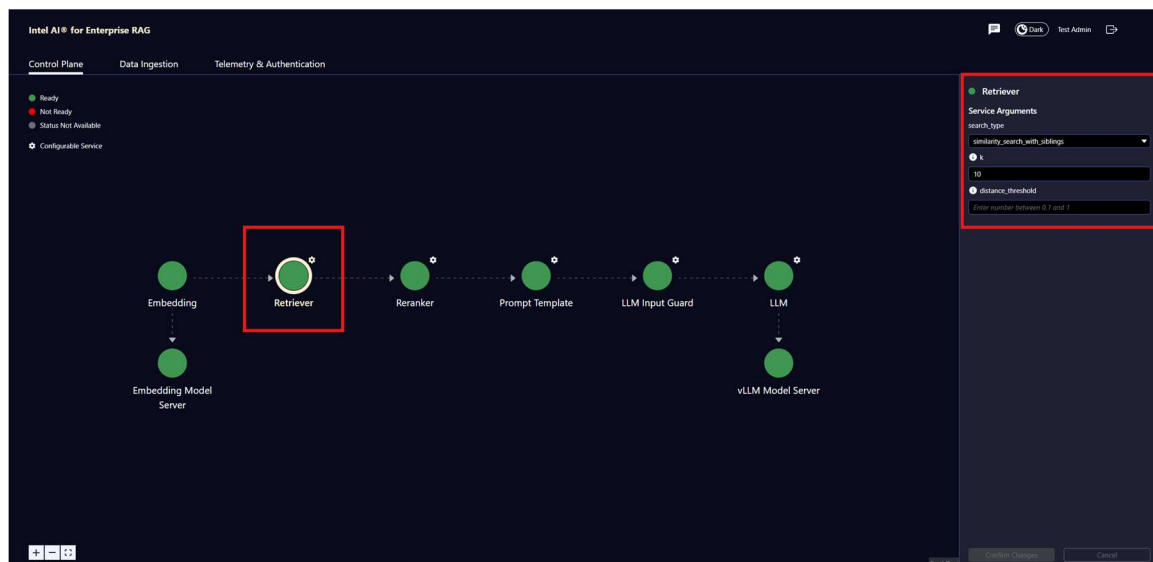 Intel AI® for Enterprise RAG
Dark
Test Admin
Control Plane
Data Ingestion
Telemetry & Authentication
Ready
Not Ready
Status Not Available
Configurable Service
Embedding
Retriever
Reranker
Prompt Template
LLM Input Guard
LLM
Embedding Model
Server
vLLM Model Server
Retriever
Service Arguments
search_type
similarity_search_with_siblings
k
10
distance_threshold
Enter number between 0.1 and 1
Confirm Changes
Cancel